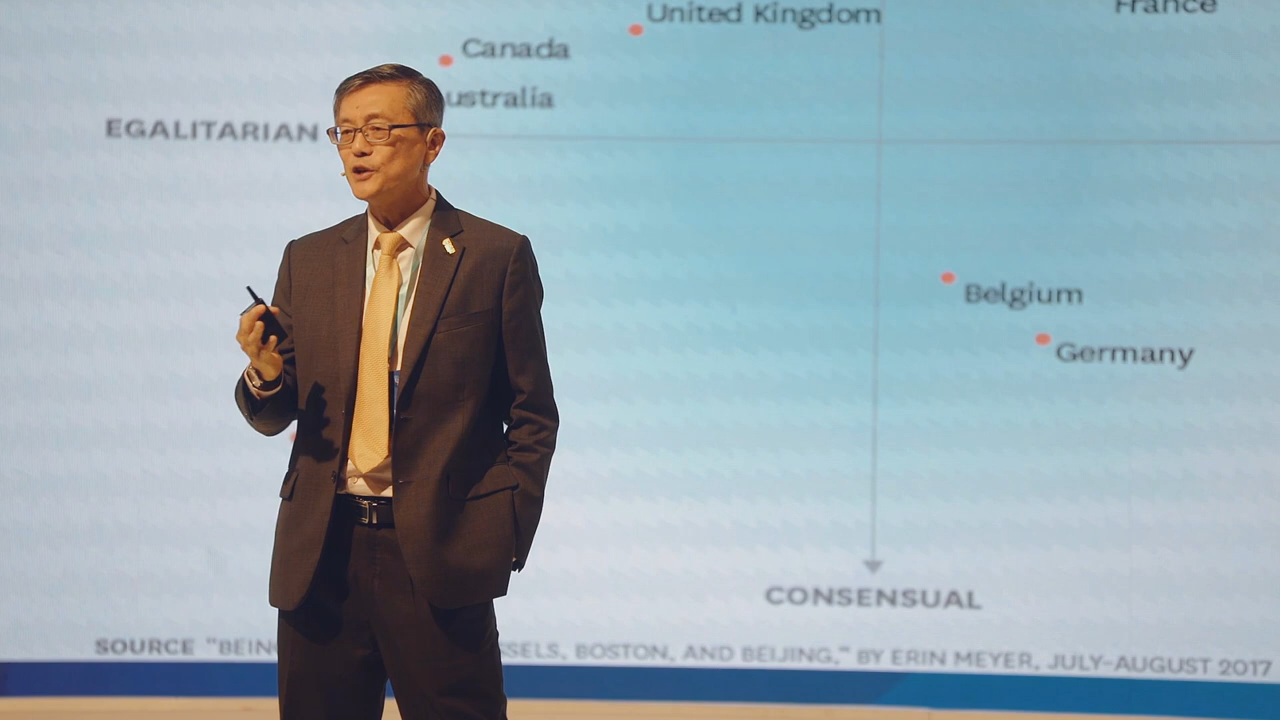 United Kingdom
France
Canada
ustralia
EGALITARIAN
Belgium
Germany
CONSENSUAL
SOURCE "BEIN SSELS, BOSTON, AND BEIJING," BY ERIN MEYER, JULY–AUGUST 2017